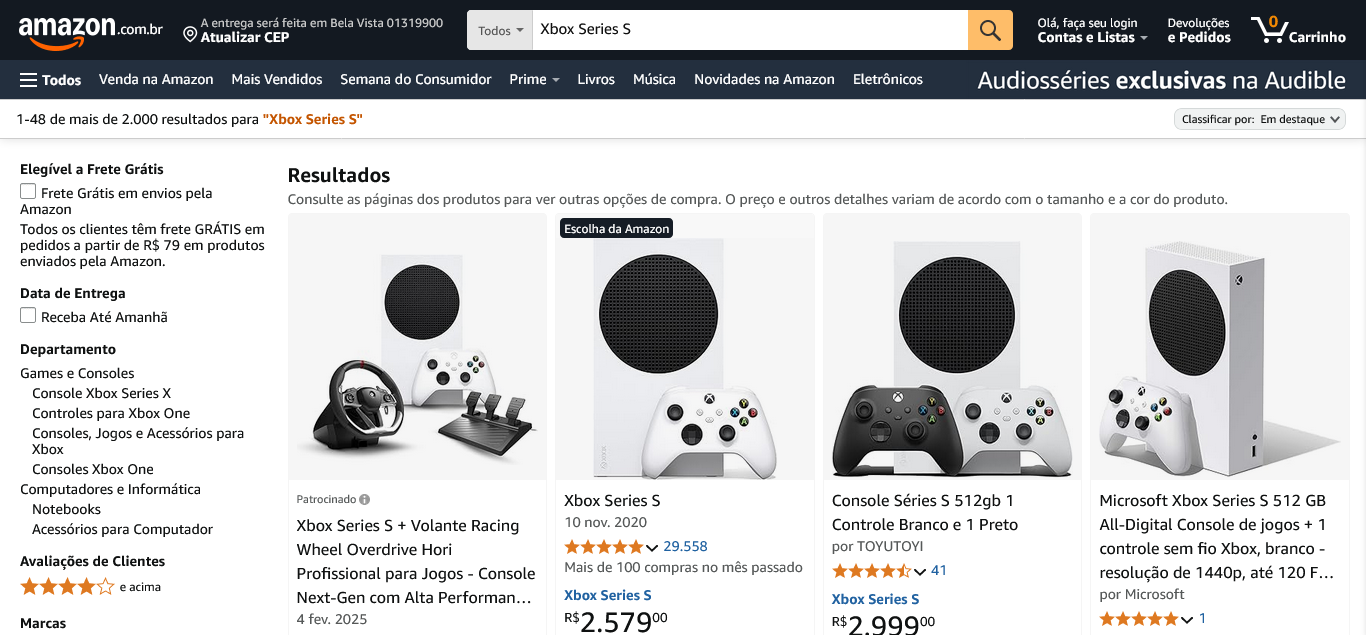 amazon.com.br
A entrega será feita em Bela Vista 01319900
Atualizar CEP
Todos
Xbox Series S
Olá, faça seu login
Contas e Listas
Devoluções
e Pedidos
0
Carrinho
Todos
Venda na Amazon
Mais Vendidos
Semana do Consumidor
Prime
Livros
Música
Novidades na Amazon
Eletrônicos
Audiosséries exclusivas na Audible
1-48 de mais de 2.000 resultados para "Xbox Series S"
Classificar por: Em destaque
Elegível a Frete Grátis
Frete Grátis em envios pela
Amazon
Todos os clientes têm frete GRÁTIS em
pedidos a partir de R$ 79 em produtos
enviados pela Amazon.
Data de Entrega
Receba Até Amanhã
Departamento
Games e Consoles
Console Xbox Series X
Controles para Xbox One
Consoles, Jogos e Acessórios para
Xbox
Consoles Xbox One
Computadores e Informática
Notebooks
Acessórios para Computador
Avaliações de Clientes
e acima
Marcas
Resultados
Consulte as páginas dos produtos para ver outras opções de compra. O preço e outros detalhes variam de acordo com o tamanho e a cor do produto.
Patrocinado
Xbox Series S + Volante Racing
Wheel Overdrive Hori
Profissional para Jogos - Console
Next-Gen com Alta Performan…
4 fev. 2025
Escolha da Amazon
Xbox Series S
10 nov. 2020
29.558
Mais de 100 compras no mês passado
Xbox Series S
R$2.57900
Console Séries S 512gb 1
Controle Branco e 1 Preto
por TOYUTOYI
41
Xbox Series S
R$2.99900
Microsoft Xbox Series S 512 GB
All-Digital Console de jogos + 1
controle sem fio Xbox, branco -
resolução de 1440p, até 120 F…
por Microsoft
1